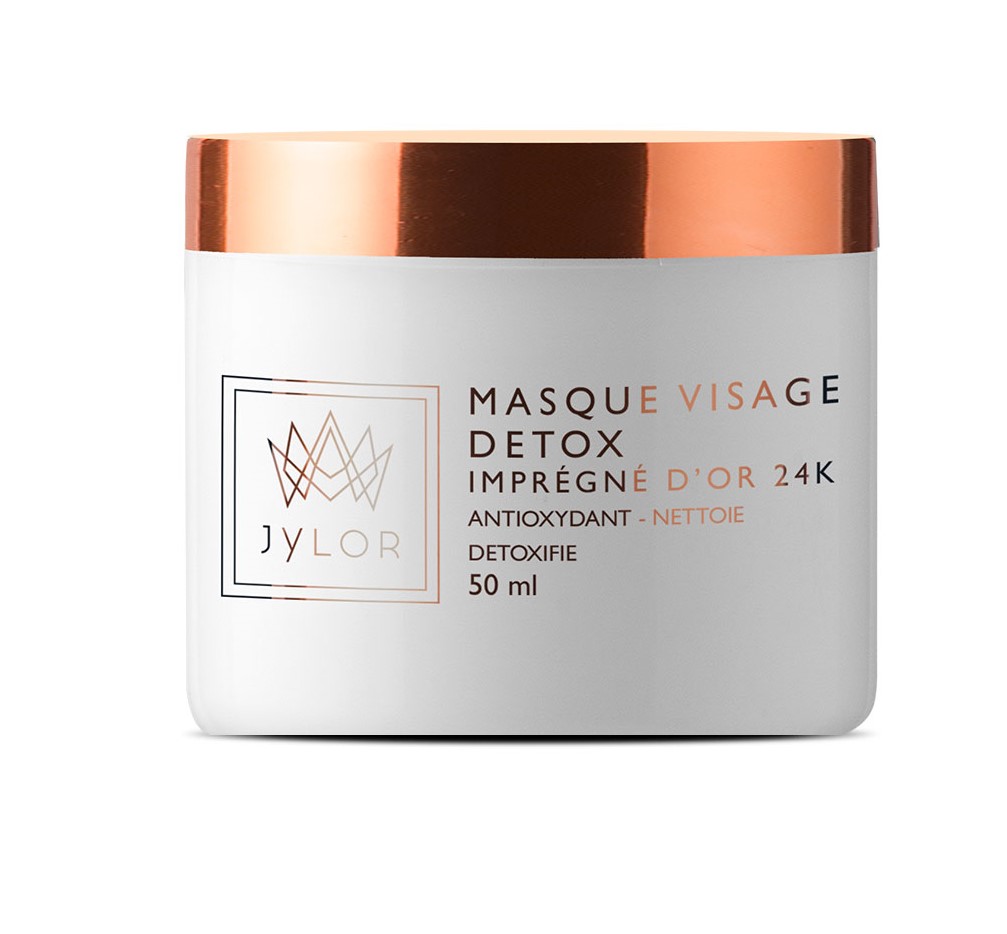 JYLOR
MASQUE VISAGE
DETOX
IMPRÉGNÉ D'OR 24K
ANTIOXYDANT - NETTOIE
DETOXIFIE
50 ml